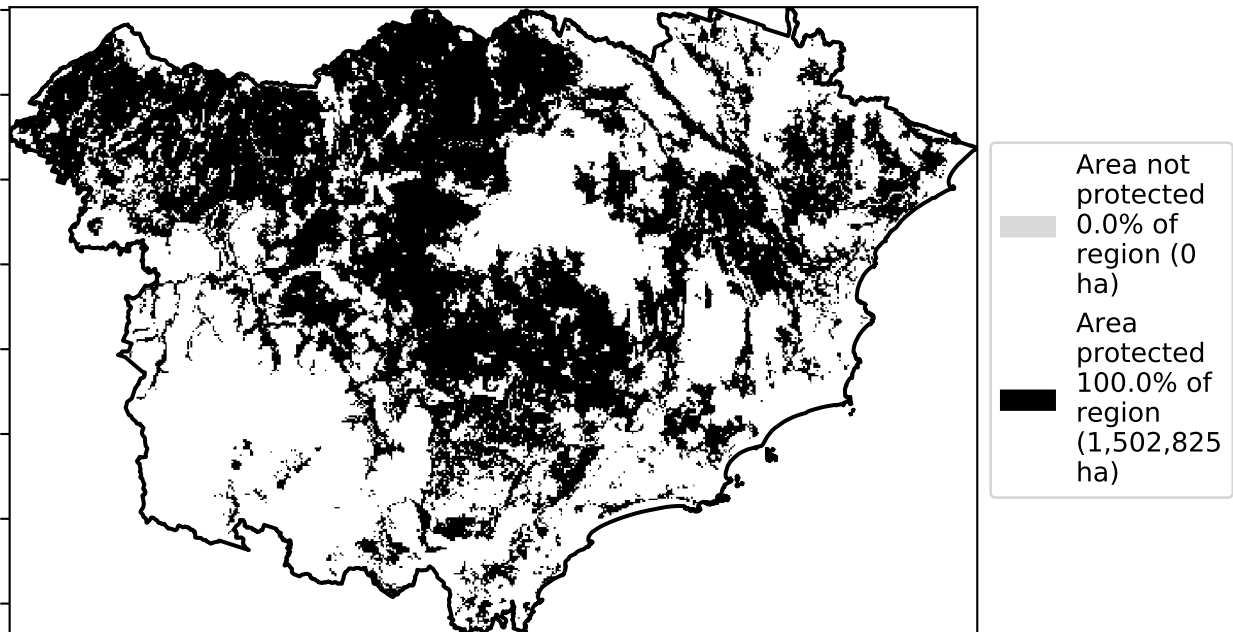 Area not
protected
0.0% of
region (0
ha)
Area
protected
100.0% of
region
(1,502,825
ha)